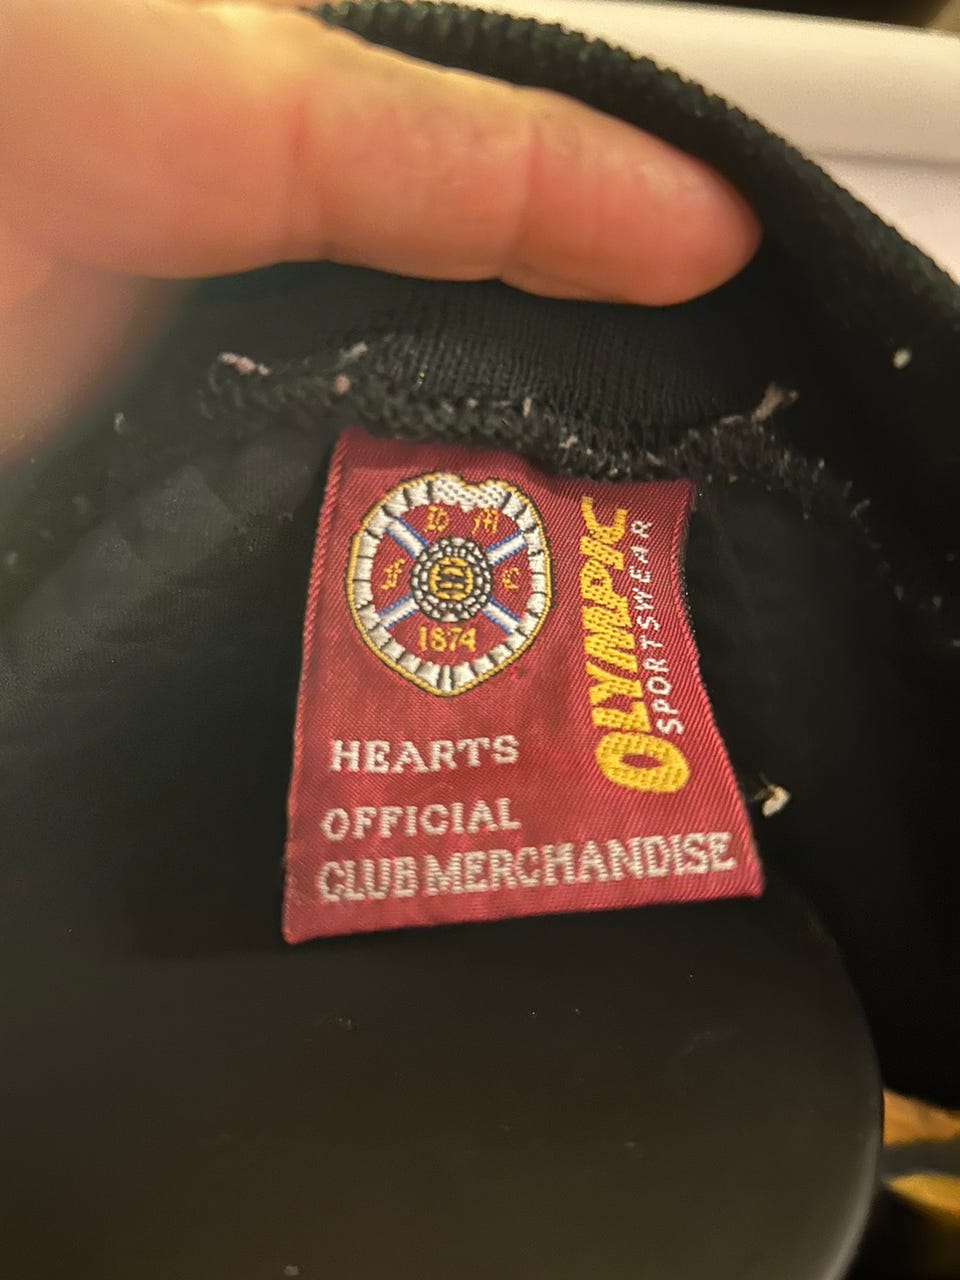 H M
f C
1874
HEARTS
OFFICIAL
CLUB MERCHANDISE
OLYMPIC
SPORTSWEAR